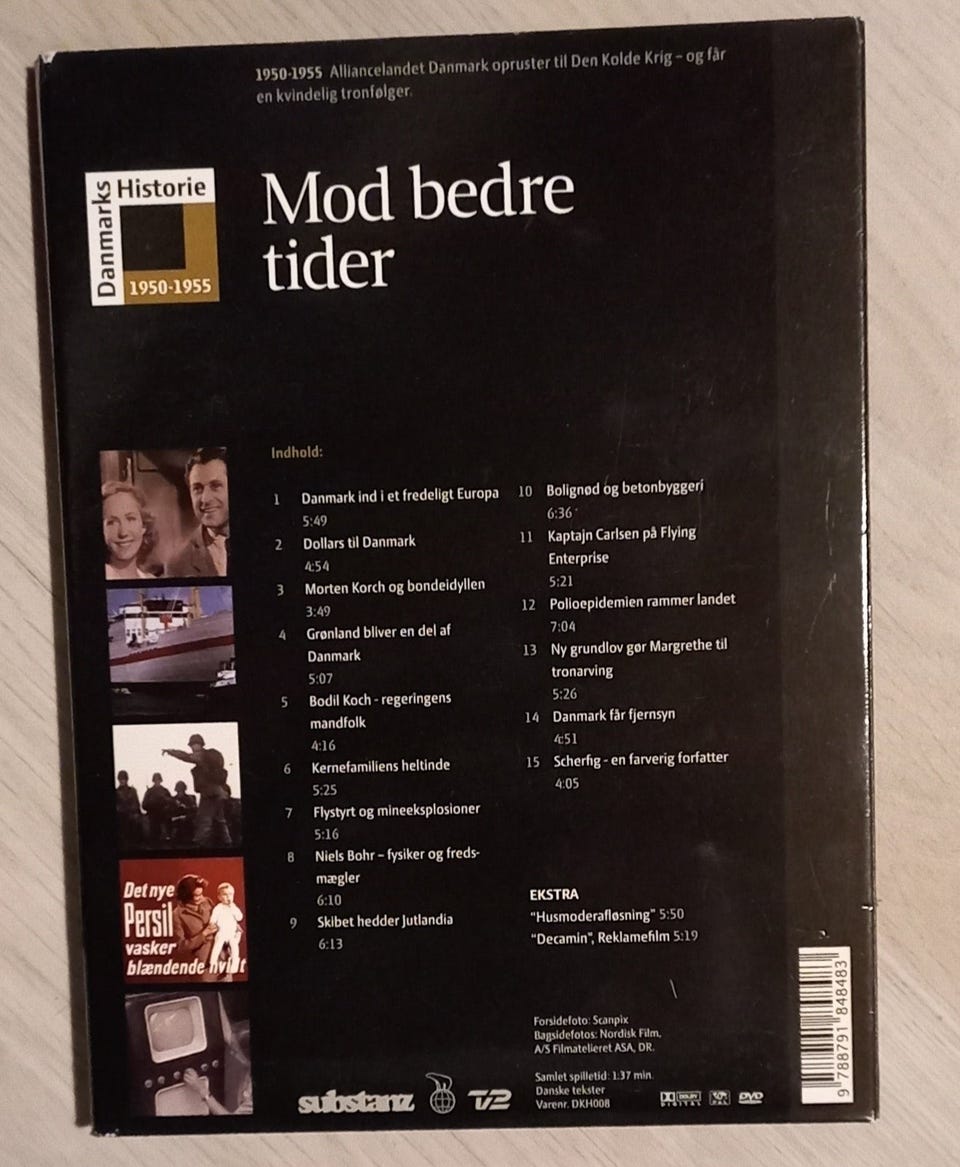 1950-1955 Alliancelandet Danmark opruster til Den Kolde Krig – og får
en kvindelig tronfølger.
Danmarks
Historie
1950-1955
Mod bedre
tider
Indhold:
1 Danmark ind i et fredeligt Europa
5:49
2 Dollars til Danmark
4:54
3 Morten Korch og bondeidyllen
3:49
4 Grønland bliver en del af
Danmark
5:07
5 Bodil Koch - regeringens
mandfolk
4:16
6 Kernefamiliens heltinde
5:25
7 Flystyrt og mineeksplosioner
5:16
8 Niels Bohr – fysiker og freds-
mægler
6:10
9 Skibet hedder Jutlandia
6:13
10 Bolignød og betonbyggeri
6:36
11 Kaptajn Carlsen på Flying
Enterprise
5:21
12 Polioepidemien rammer landet
7:04
13 Ny grundlov gør Margrethe til
tronarving
5:26
14 Danmark får fjernsyn
4:51
15 Scherfig - en farverig forfatter
4:05
EKSTRA
"Husmoderafløsning" 5:50
"Decamin", Reklamefilm 5:19
Det nye
Persil
vasker
blændende hvidt
Forsidefoto: Scanpix
Bagsidefotos: Nordisk Film,
A/S Filmatelieret ASA, DR.
Samlet spilletid: 1:37 min.
Danske tekster
Varenr. DKH008
substanz
TV2
DOLBY
DIGITAL
PAL
DVD
9 788791 848483